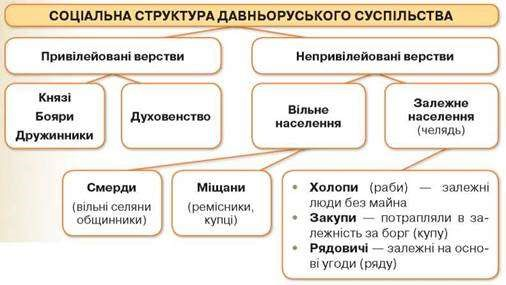 СОЦІАЛЬНА СТРУКТУРА ДАВНЬОРУСЬКОГО СУСПІЛЬСТВА
Привілейовані верстви
Непривілейовані верстви
Князі
Бояри
Дружинники
Духовенство
Вільне
населення
Залежне
населення
(челядь)
Смерди
(вільні селяни
общинники)
Міщани
(ремісники,
купці)
• Холопи (раби) — залежні
люди без майна
• Закупи — потрапляли в за-
лежність за борг (купу)
• Рядовичі — залежні на осно-
ві угоди (ряду)